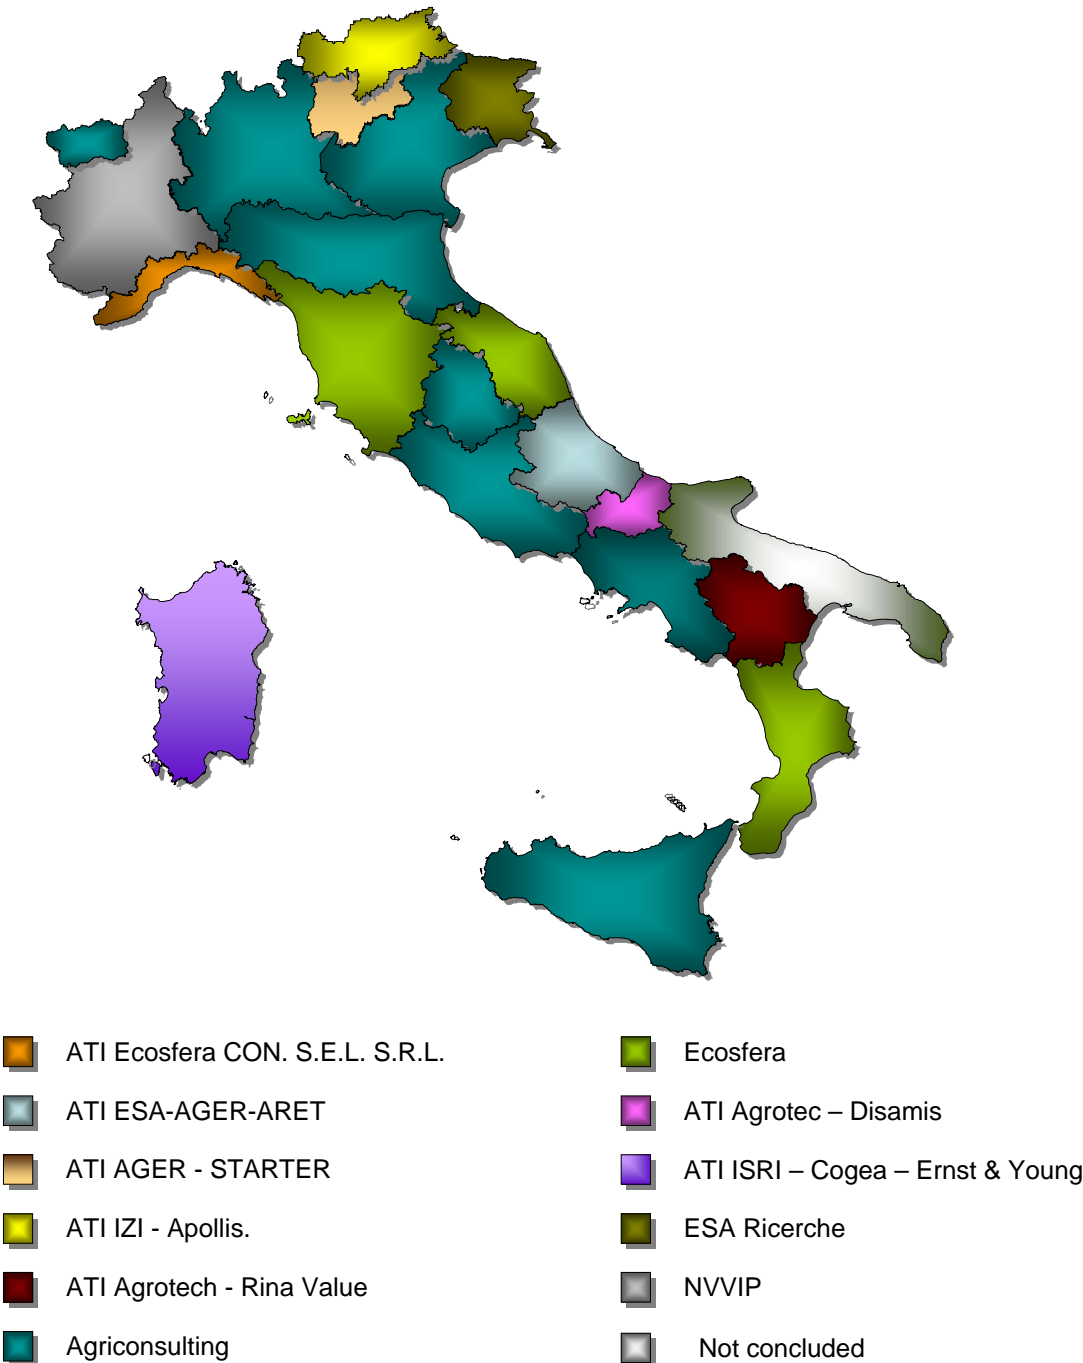 ATI Ecosfera CON. S.E.L. S.R.L.
ATI ESA-AGER-ARET
ATI AGER - STARTER
ATI IZI - Apollis.
ATI Agrotech - Rina Value
Agriconsulting
Ecosfera
ATI Agrotec – Disamis
ATI ISRI – Cogea – Ernst & Young
ESA Ricerche
NVVIP
Not concluded